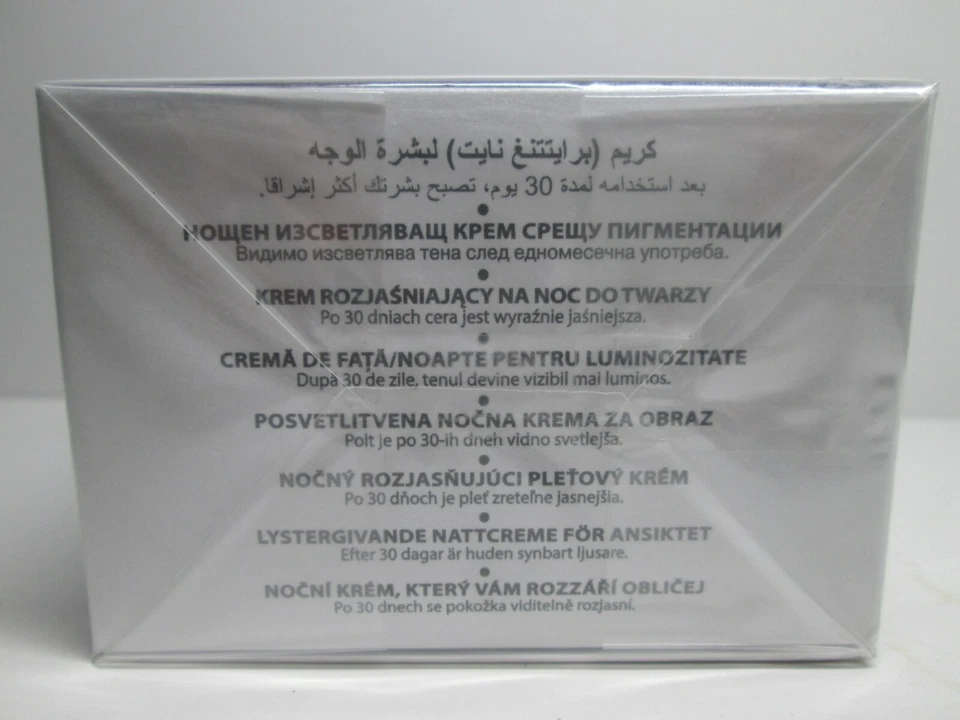 كريم (برايتننغ نايت) لبشرة الوجه
بعد استخدامه لمدة 30 يوم، تصبح بشرتك أكثر إشراقا.
НОЩЕН ИЗСВЕТЛЯВАЩ КРЕМ СРЕЩУ ПИГМЕНТАЦИИ
Видимо изсветлява тена след едномесечна употреба.
KREM ROZJAŚNIAJĄCY NA NOC DO TWARZY
Po 30 dniach cera jest wyraźnie jaśniejsza.
CREMĂ DE FAȚĂ/NOAPTE PENTRU LUMINOZITATE
După 30 de zile, tenul devine vizibil mai luminos.
POSVETLITVENA NOČNA KREMA ZA OBRAZ
Polt je po 30-ih dneh vidno svetlejša.
NOČNÝ ROZJASŇUJÚCI PLEŤOVÝ KRÉM
Po 30 dňoch je pleť zreteľne jasnejšia.
LYSTERGIVANDE NATTCREME FÖR ANSIKTET
Efter 30 dagar är huden synbart ljusare.
NOČNÍ KRÉM, KTERÝ VÁM ROZZÁŘÍ OBLIČEJ
Po 30 dnech se pokožka viditelně rozjasní.